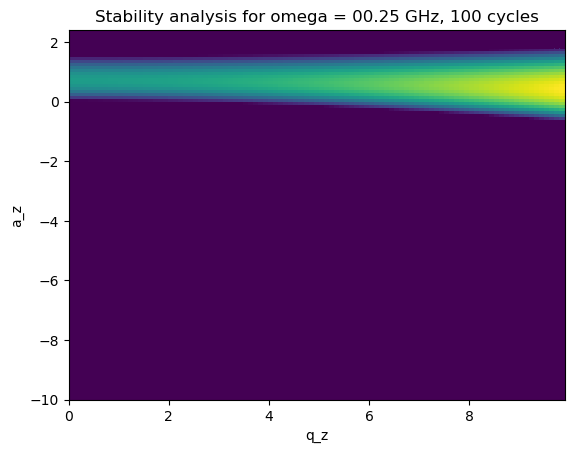 Stability analysis for omega = 00.25 GHz, 100 cycles
2
0
−2
−4
−6
−8
−10
a_z
0 2 4 6 8
q_z